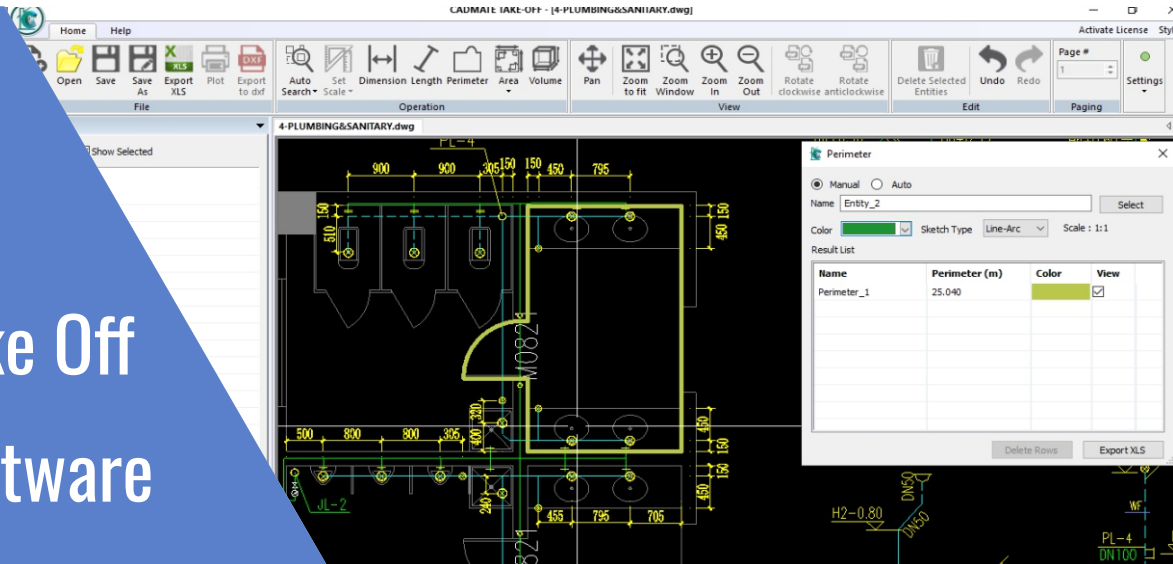 CADMATE TAKE-OFF - [4-PLUMBING&SANITARY.dwg]
Home Help
Activate License
Open Save Save As Export XLS Plot Export to dxf
Auto Search Set Scale Dimension Length Perimeter Area Volume
Pan Zoom to fit Zoom Window Zoom In Zoom Out Rotate clockwise Rotate anticlockwise
Delete Selected Entities Undo Redo
Page #
1
Settings
File Operation View Edit Paging
4-PLUMBING&SANITARY.dwg
Show Selected
PL-4
900 900 305 150 150 450 795
150
510
150
450
M0821
320
400
500 800 800 305
450
150
150
450
JL-2
240
455 795 705
Perimeter
Manual Auto
Name Entity_2 Select
Color Sketch Type Line-Arc Scale : 1:1
Result List
Name Perimeter (m) Color View
Perimeter_1 25.040
Delete Rows Export XLS
H2-0.80
DN50
DN50
WF
PL-4
DN100
Off